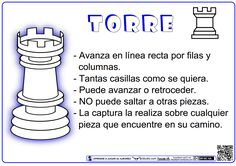 TORRE
- Avanza en línea recta por filas y
columnas.
- Tantas casillas como se quiera.
- Puede avanzar o retroceder.
- NO puede saltar a otras piezas.
- La captura la realiza sobre cualquier
pieza que encuentre en su camino.